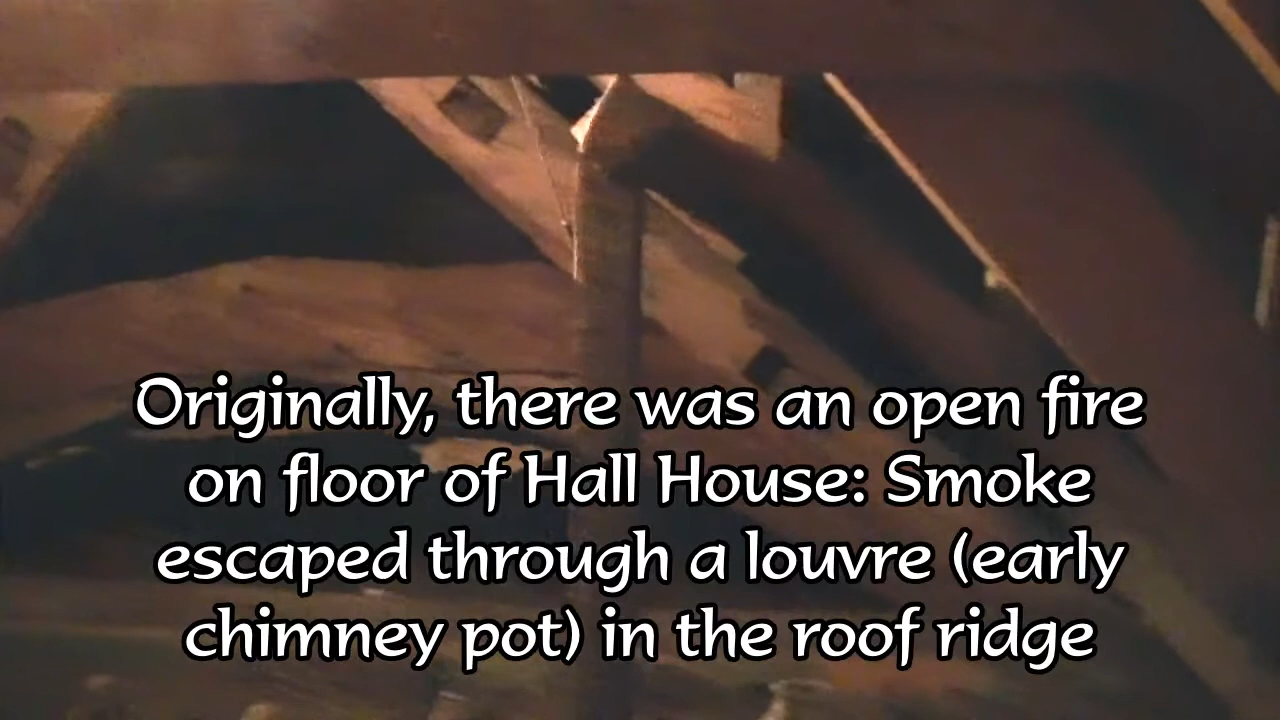 Originally, there was an open fire
on floor of Hall House: Smoke
escaped through a louvre (early
chimney pot) in the roof ridge